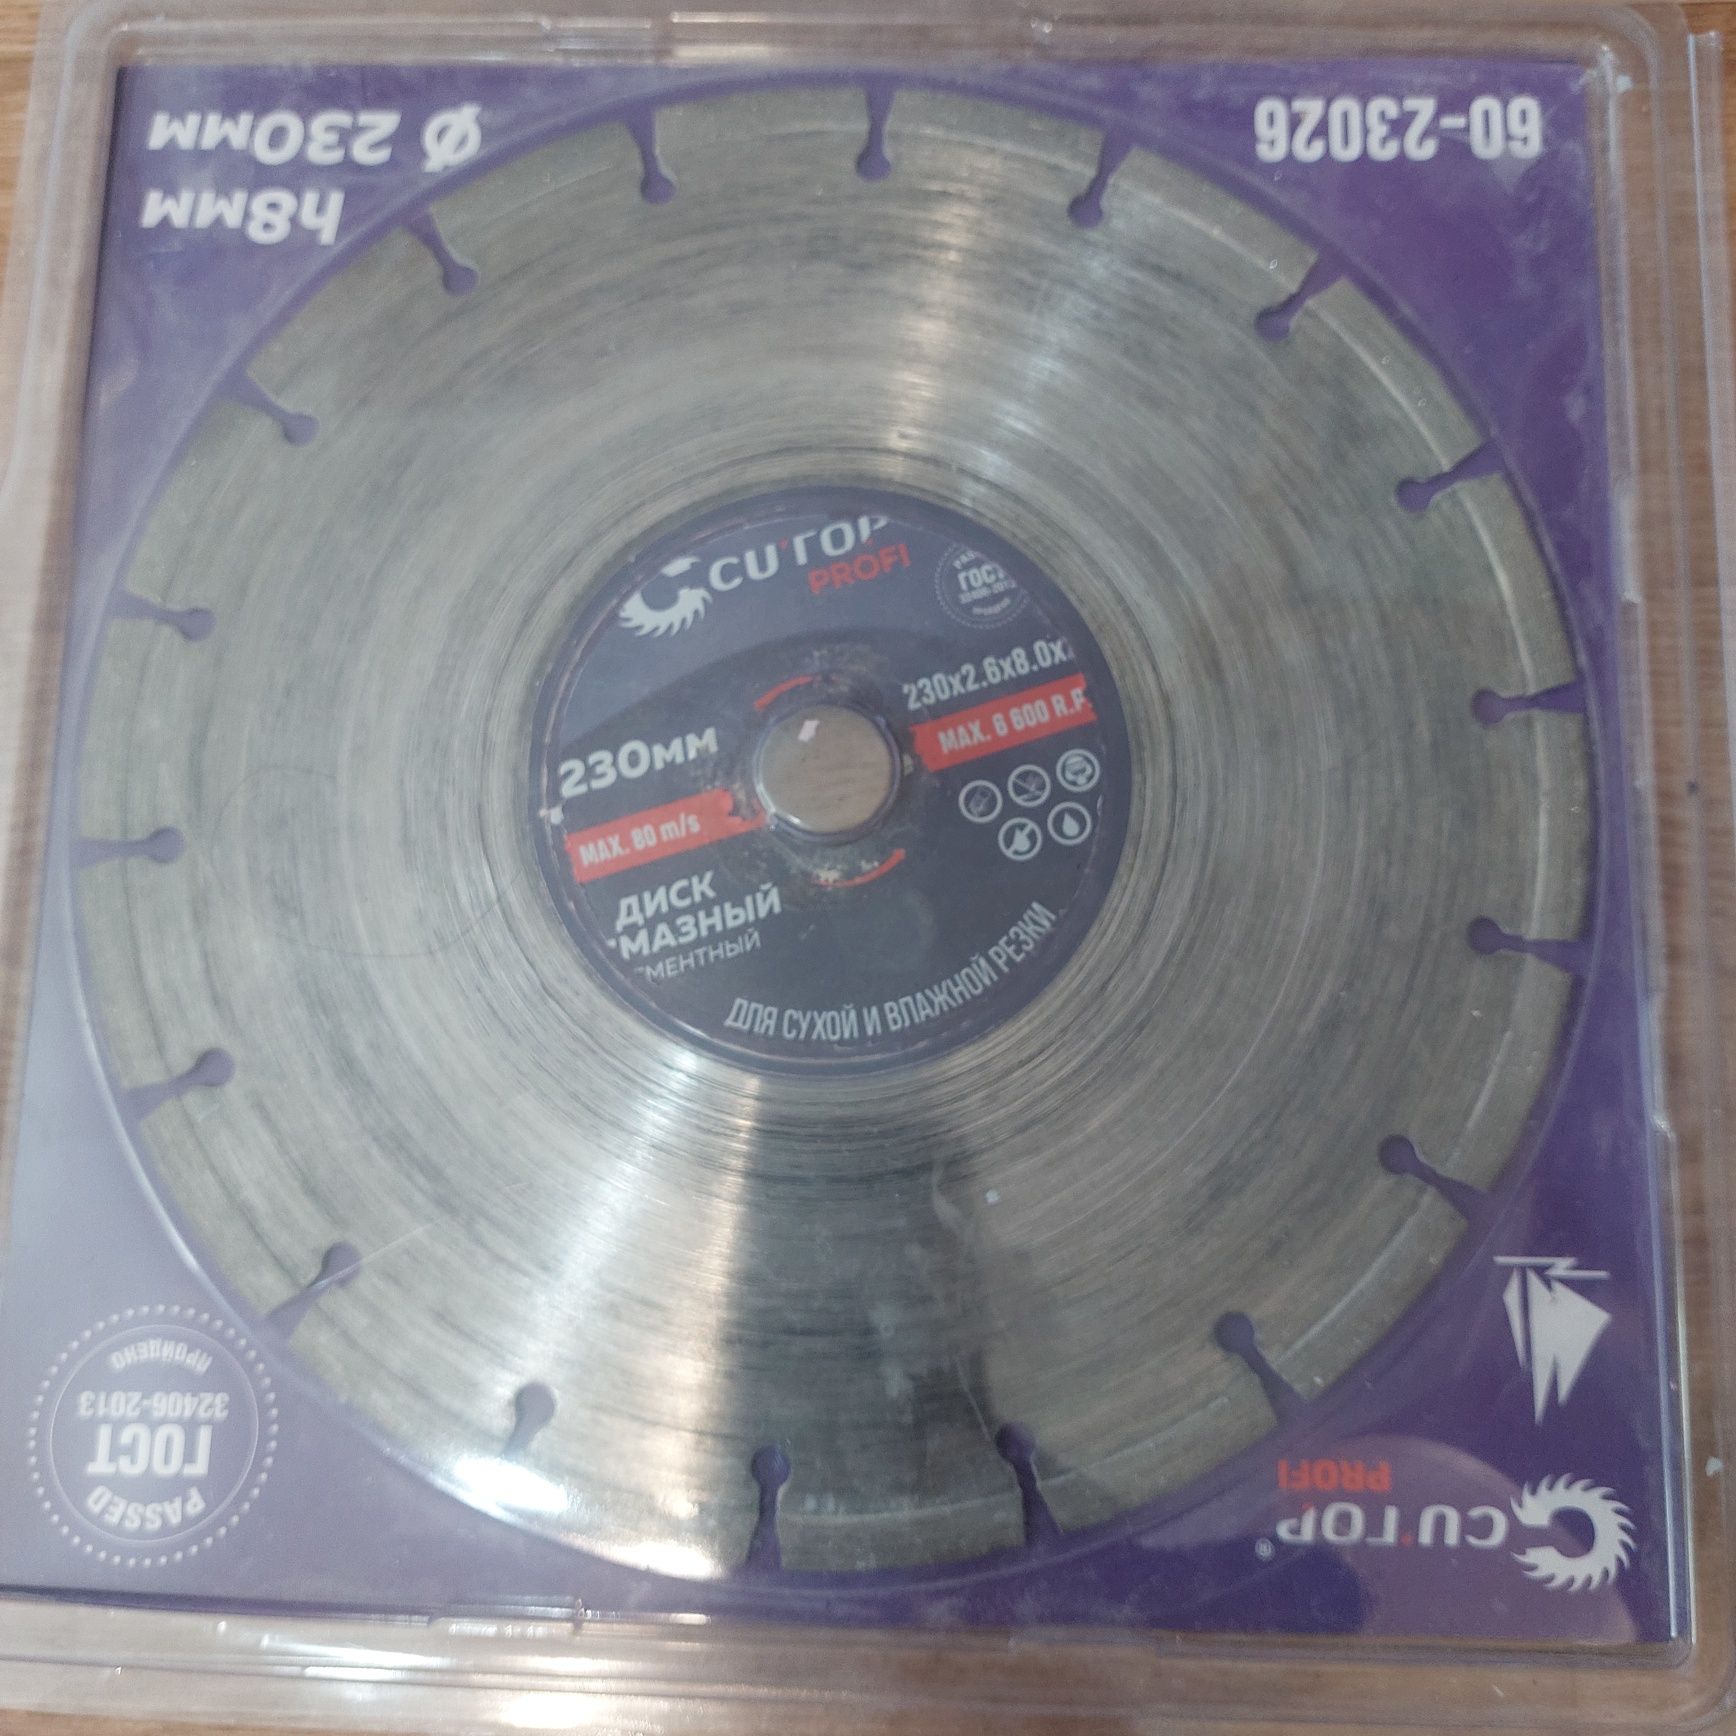 60-23026
Ø 230мм
h8мм
CUTOP
PROFI
ГОСТ
230x2.6x8.0x
MAX. 6 600 R.P.
230мм
MAX. 80 m/s
ДИСК
МАЗНЫЙ
МЕНТНЫЙ
ДЛЯ СУХОЙ И ВЛАЖНОЙ РЕЗКИ
CUTOP®
PROFI
PASSED
ГОСТ
32406-2013
ПРОЙДЕНО